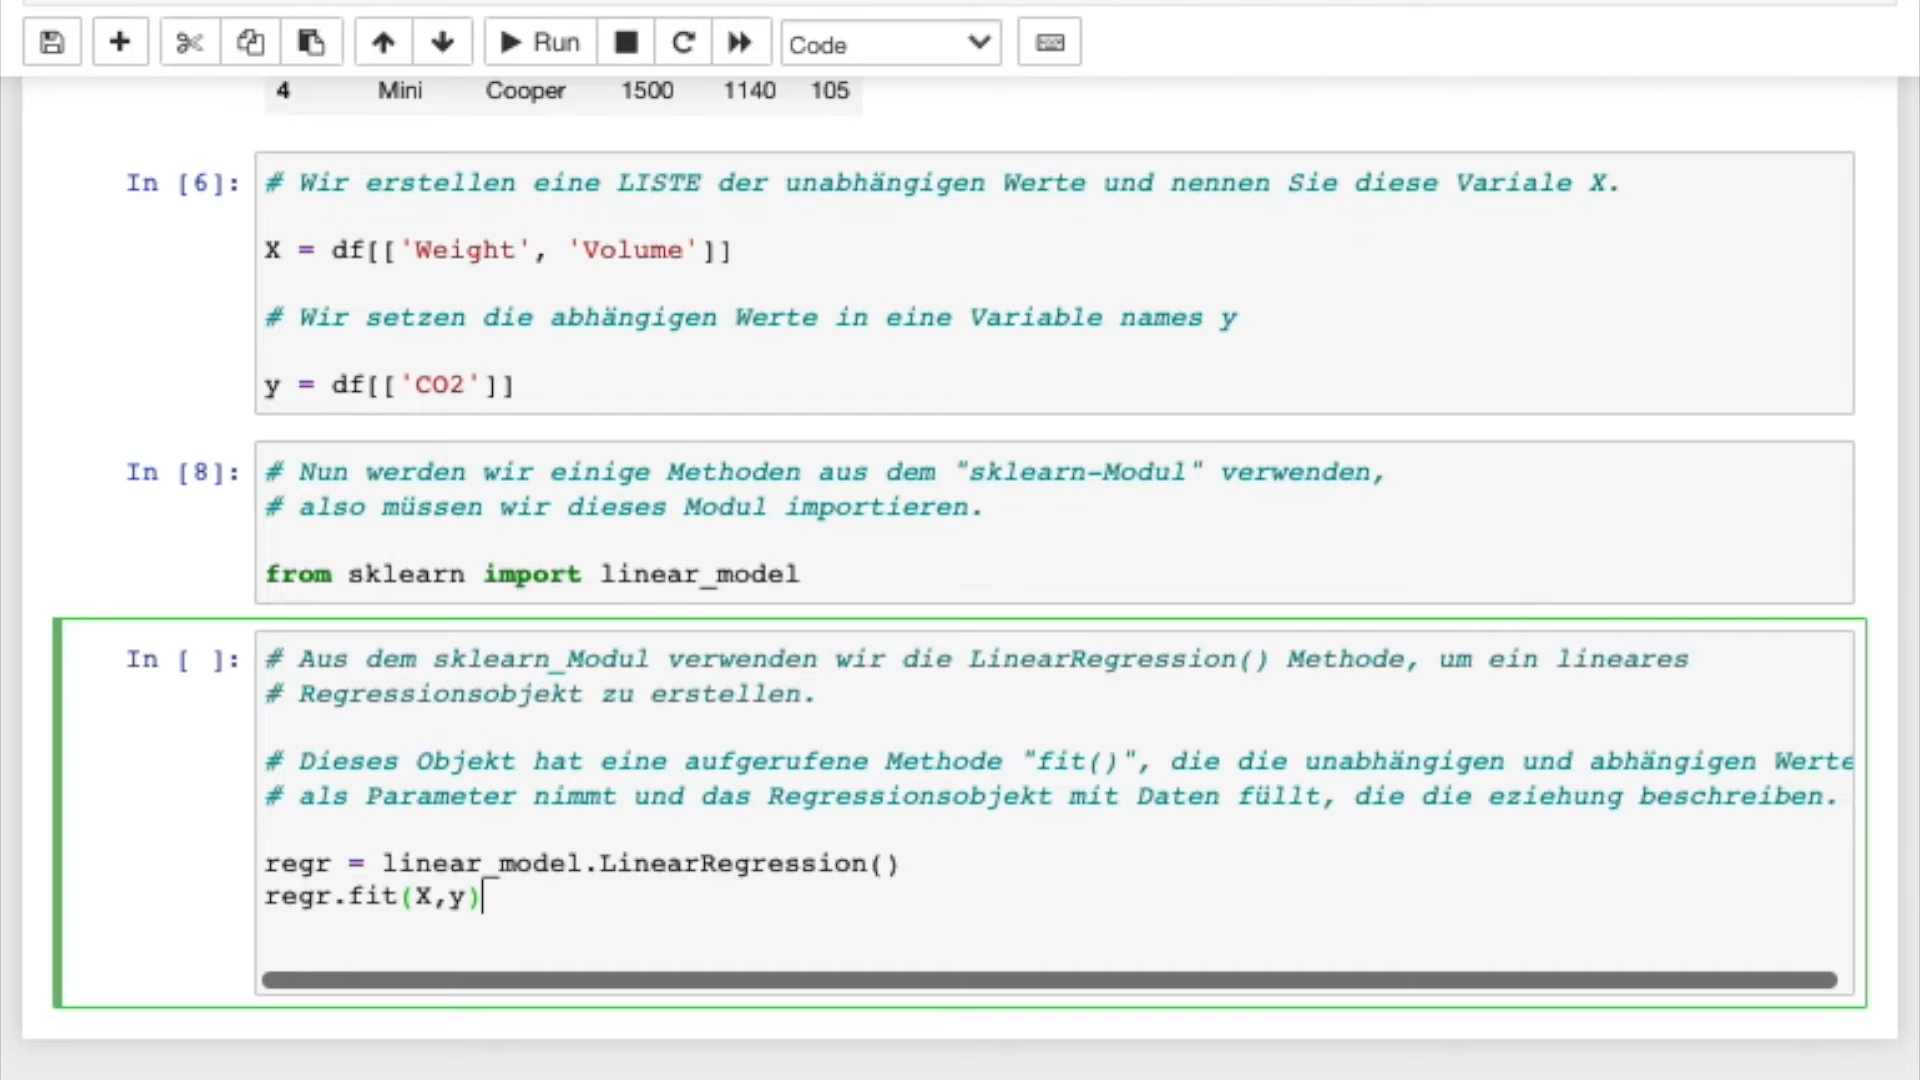 Run
Code
4 Mini Cooper 1500 1140 105
In [6]:
# Wir erstellen eine LISTE der unabhängigen Werte und nennen Sie diese Variale X.
X = df[['Weight', 'Volume']]
# Wir setzen die abhängigen Werte in eine Variable names y
y = df[['CO2']]
In [8]:
# Nun werden wir einige Methoden aus dem "sklearn-Modul" verwenden,
# also müssen wir dieses Modul importieren.
from sklearn import linear_model
In [ ]:
# Aus dem sklearn_Modul verwenden wir die LinearRegression() Methode, um ein lineares
# Regressionsobjekt zu erstellen.
# Dieses Objekt hat eine aufgerufene Methode "fit()", die die unabhängigen und abhängigen Werte
# als Parameter nimmt und das Regressionsobjekt mit Daten füllt, die die eziehung beschreiben.
regr = linear_model.LinearRegression()
regr.fit(X,y)